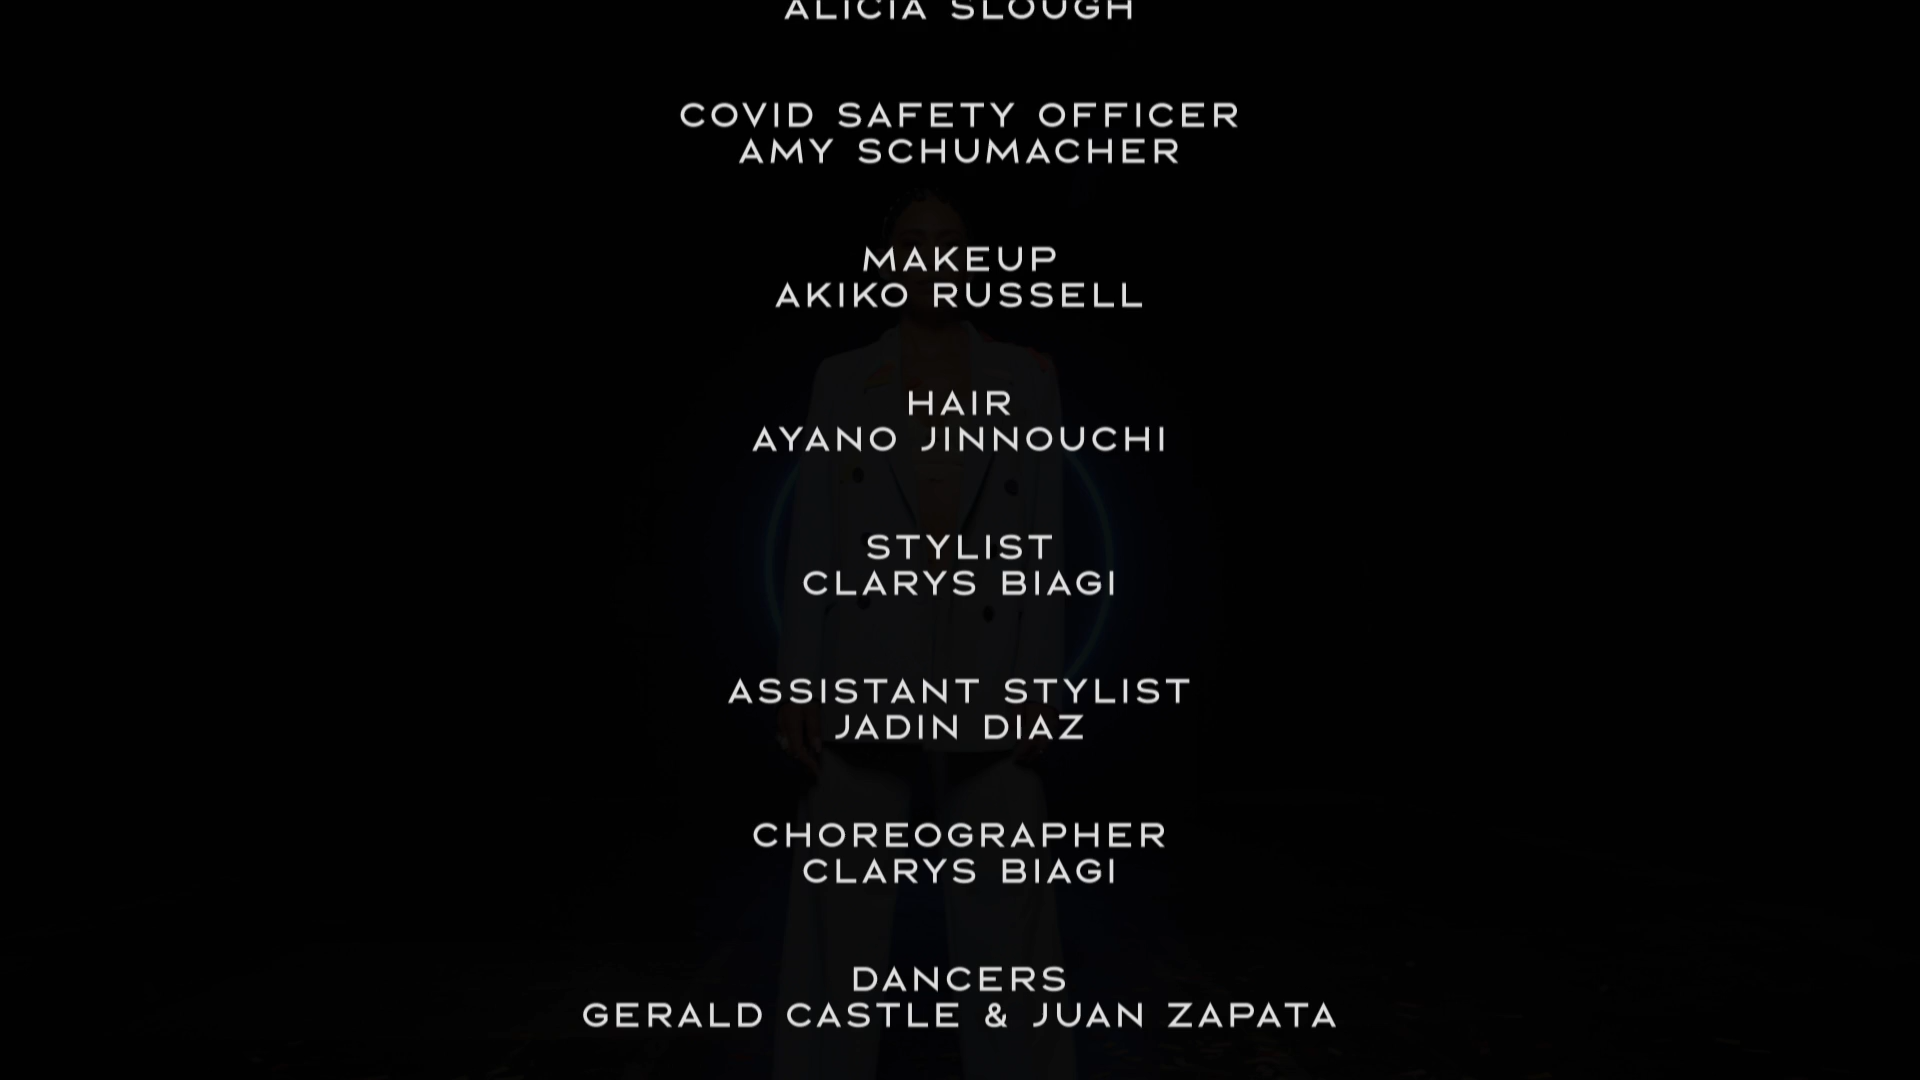 ALICIA SLOUGH
COVID SAFETY OFFICER
AMY SCHUMACHER
MAKEUP
AKIKO RUSSELL
HAIR
AYANO JINNOUCHI
STYLIST
CLARYS BIAGI
ASSISTANT STYLIST
JADIN DIAZ
CHOREOGRAPHER
CLARYS BIAGI
DANCERS
GERALD CASTLE & JUAN ZAPATA